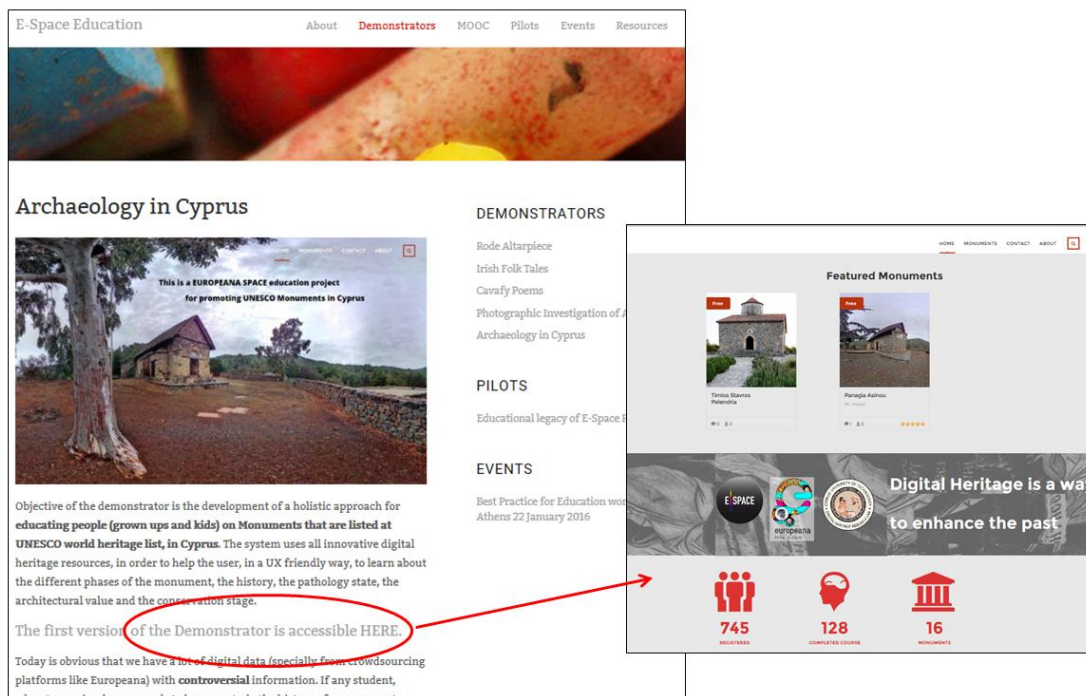 E-Space Education
About Demonstrators MOOC Pilots Events Resources
Archaeology in Cyprus
HOME MONUMENTS CONTACT ABOUT
This is a EUROPEANA SPACE education project
for promoting UNESCO Monuments in Cyprus
Objective of the demonstrator is the development of a holistic approach for
educating people (grown ups and kids) on Monuments that are listed at
UNESCO world heritage list, in Cyprus. The system uses all innovative digital
heritage resources, in order to help the user, in a UX friendly way, to learn about
the different phases of the monument, the history, the pathology state, the
architectural value and the conservation stage.
The first version of the Demonstrator is accessible HERE.
Today is obvious that we have a lot of digital data (specially from crowdsourcing
platforms like Europeana) with controversial information. If any student,
DEMONSTRATORS
Rode Altarpiece
Irish Folk Tales
Cavafy Poems
Photographic Investigation of
Archaeology in Cyprus
PILOTS
Educational legacy of E-Space
EVENTS
Best Practice for Education
Athens 22 January 2016
HOME MONUMENTS CONTACT ABOUT
Featured Monuments
Free
Timios Stavros
Pelendria
0 0
Free
Panagia Asinou
1 0
E SPACE
europeana
Digital Heritage is a
to enhance the past
745
REGISTERED
128
COMPLETED COURSE
16
MONUMENTS